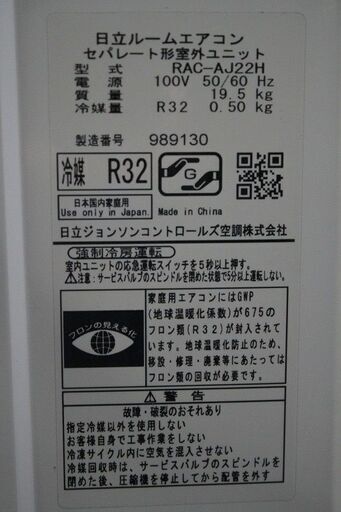 日立ルームエアコン
セパレート形室外ユニット
型式 RAC-AJ22H
電源 100V 50/60 Hz
質量 19.5 kg
冷媒量 R32 0.50 kg
製造番号 989130
冷媒 R32
G
日本国内家庭用
Use only in Japan.
Made in China
日立ジョンソンコントロールズ空調株式会社
強制冷房運転
室内ユニットの応急運転スイッチを5秒以上押す。
⚠注意:サービスバルブのスピンドルを閉めた状態で5分以上運転しないこと。
フロンの見える化
家庭用エアコンにはGWP
(地球温暖化係数)が675の
フロン類(R32)が封入されて
います。地球温暖化防止のため、
移設・修理・廃棄等にあたっては
フロン類の回収が必要です。
⚠警告
故障・破裂のおそれあり
指定冷媒以外を使用しない
お客様自身で工事作業をしない
冷凍サイクル内に空気を混入させない
冷媒回収時は、サービスバルブのスピンドルを
閉めた後、圧縮機を停止してから配管を外す